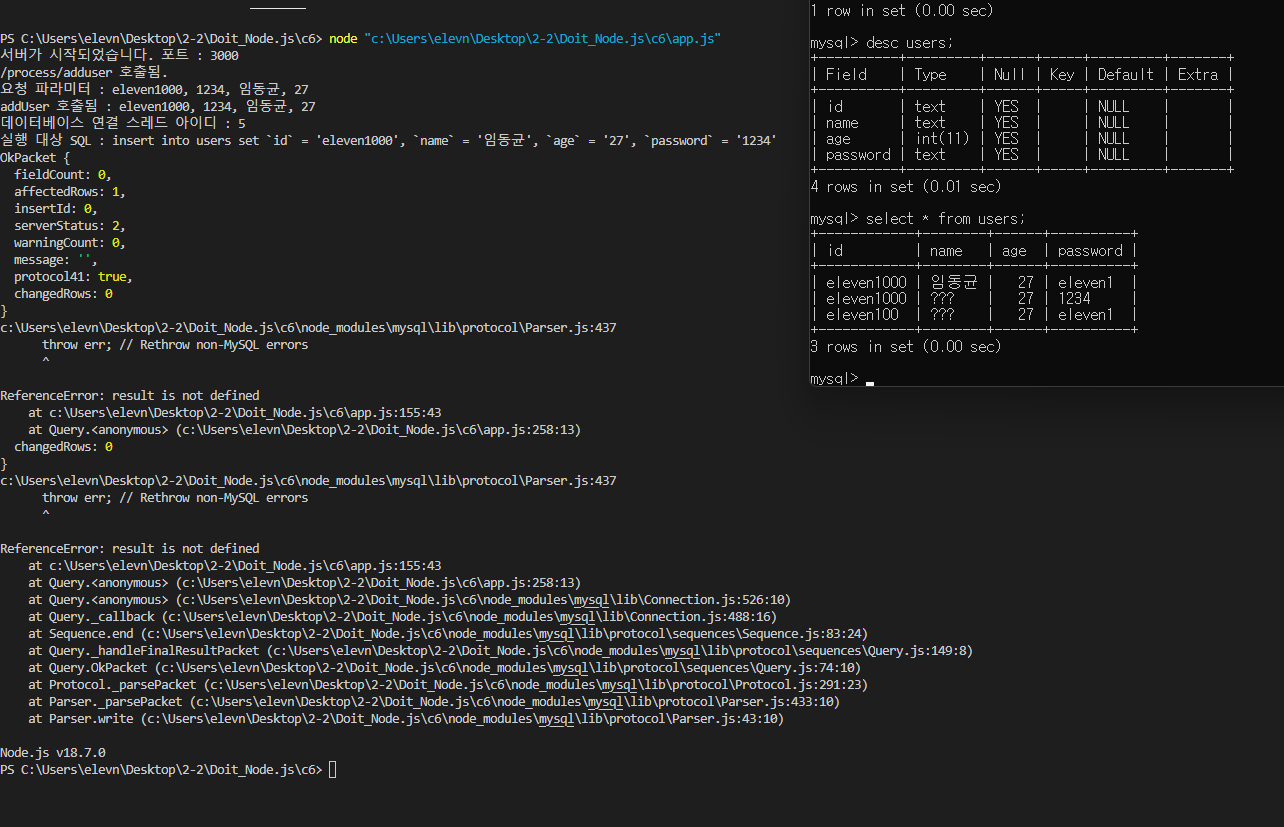 PS C:\Users\elevn\Desktop\2-2\Doit_Node.js\c6> node "c:\Users\elevn\Desktop\2-2\Doit_Node.js\c6\app.js"
서버가 시작되었습니다. 포트 : 3000
/process/adduser 호출됨.
요청 파라미터 : eleven1000, 1234, 임동균, 27
addUser 호출됨 : eleven1000, 1234, 임동균, 27
데이터베이스 연결 스레드 아이디 : 5
실행 대상 SQL : insert into users set `id` = 'eleven1000', `name` = '임동균', `age` = '27', `password` = '1234'
OkPacket {
  fieldCount: 0,
  affectedRows: 1,
  insertId: 0,
  serverStatus: 2,
  warningCount: 0,
  message: '',
  protocol41: true,
  changedRows: 0
}
c:\Users\elevn\Desktop\2-2\Doit_Node.js\c6\node_modules\mysql\lib\protocol\Parser.js:437
      throw err; // Rethrow non-MySQL errors
      ^
ReferenceError: result is not defined
    at c:\Users\elevn\Desktop\2-2\Doit_Node.js\c6\app.js:155:43
    at Query.<anonymous> (c:\Users\elevn\Desktop\2-2\Doit_Node.js\c6\app.js:258:13)
  changedRows: 0
}
c:\Users\elevn\Desktop\2-2\Doit_Node.js\c6\node_modules\mysql\lib\protocol\Parser.js:437
      throw err; // Rethrow non-MySQL errors
      ^
ReferenceError: result is not defined
    at c:\Users\elevn\Desktop\2-2\Doit_Node.js\c6\app.js:155:43
    at Query.<anonymous> (c:\Users\elevn\Desktop\2-2\Doit_Node.js\c6\app.js:258:13)
    at Query.<anonymous> (c:\Users\elevn\Desktop\2-2\Doit_Node.js\c6\node_modules\mysql\lib\Connection.js:526:10)
    at Query._callback (c:\Users\elevn\Desktop\2-2\Doit_Node.js\c6\node_modules\mysql\lib\Connection.js:488:16)
    at Sequence.end (c:\Users\elevn\Desktop\2-2\Doit_Node.js\c6\node_modules\mysql\lib\protocol\sequences\Sequence.js:83:24)
    at Query._handleFinalResultPacket (c:\Users\elevn\Desktop\2-2\Doit_Node.js\c6\node_modules\mysql\lib\protocol\sequences\Query.js:149:8)
    at Query.OkPacket (c:\Users\elevn\Desktop\2-2\Doit_Node.js\c6\node_modules\mysql\lib\protocol\sequences\Query.js:74:10)
    at Protocol._parsePacket (c:\Users\elevn\Desktop\2-2\Doit_Node.js\c6\node_modules\mysql\lib\protocol\Protocol.js:291:23)
    at Parser._parsePacket (c:\Users\elevn\Desktop\2-2\Doit_Node.js\c6\node_modules\mysql\lib\protocol\Parser.js:433:10)
    at Parser.write (c:\Users\elevn\Desktop\2-2\Doit_Node.js\c6\node_modules\mysql\lib\protocol\Parser.js:43:10)
Node.js v18.7.0
PS C:\Users\elevn\Desktop\2-2\Doit_Node.js\c6>
1 row in set (0.00 sec)
mysql> desc users;
+----------+---------+------+-----+---------+-------+
| Field    | Type    | Null | Key | Default | Extra |
+----------+---------+------+-----+---------+-------+
| id       | text    | YES  |     | NULL    |       |
| name     | text    | YES  |     | NULL    |       |
| age      | int(11) | YES  |     | NULL    |       |
| password | text    | YES  |     | NULL    |       |
+----------+---------+------+-----+---------+-------+
4 rows in set (0.01 sec)
mysql> select * from users;
+------------+--------+------+----------+
| id         | name   | age  | password |
+------------+--------+------+----------+
| eleven1000 | 임동균 |   27 | eleven1  |
| eleven1000 | ???    |   27 | 1234     |
| eleven100  | ???    |   27 | eleven1  |
+------------+--------+------+----------+
3 rows in set (0.00 sec)
mysql>